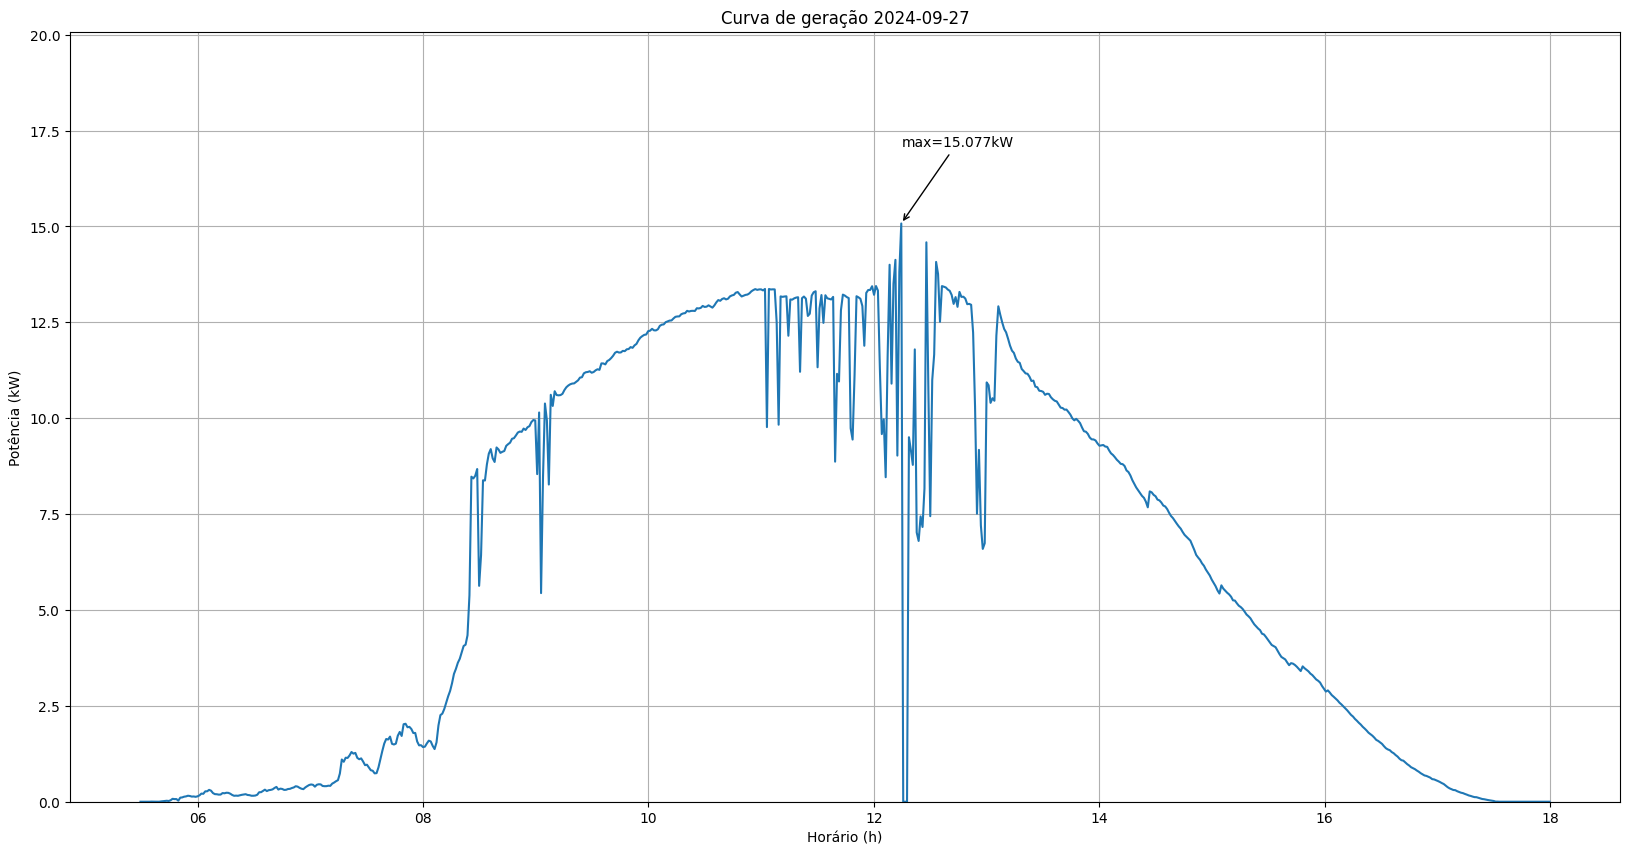 Curva de geração 2024-09-27
20.0
17.5
max=15.077kW
15.0
12.5
10.0
Potência (kW)
7.5
5.0
2.5
0.0
06 08 10 12 14 16 18
Horário (h)